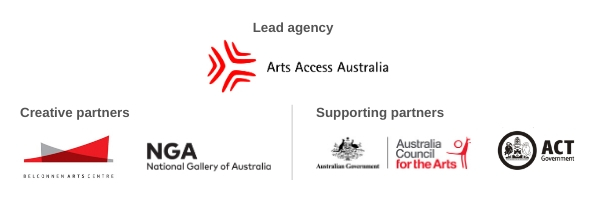 Lead agency
Arts Access Australia
Creative partners
Supporting partners
BELCONNEN ARTS CENTRE
NGA
National Gallery of Australia
Australian Government
Australia
Council
for the Arts
ACT
Government